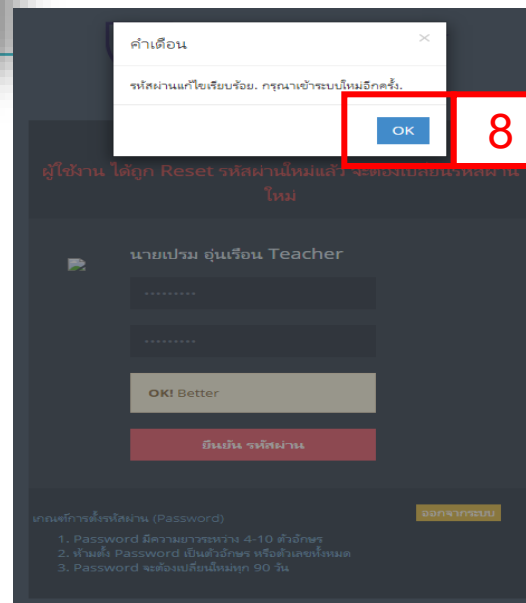 คำเตือน
×
รหัสผ่านแก้ไขเรียบร้อย. กรุณาเข้าระบบใหม่อีกครั้ง.
OK
8
ผู้ใช้งาน ได้ถูก Reset รหัสผ่านใหม่แล้ว จะต้องเปลี่ยนรหัสผ่าน
ใหม่
นายเปรม อุ่นเรือน Teacher
·········
·········
OK! Better
ยืนยัน รหัสผ่าน
เกณฑ์การตั้งรหัสผ่าน (Password)
ออกจากระบบ
1. Password มีความยาวระหว่าง 4-10 ตัวอักษร
2. ห้ามตั้ง Password เป็นตัวอักษร หรือตัวเลขทั้งหมด
3. Password จะต้องเปลี่ยนใหม่ทุก 90 วัน